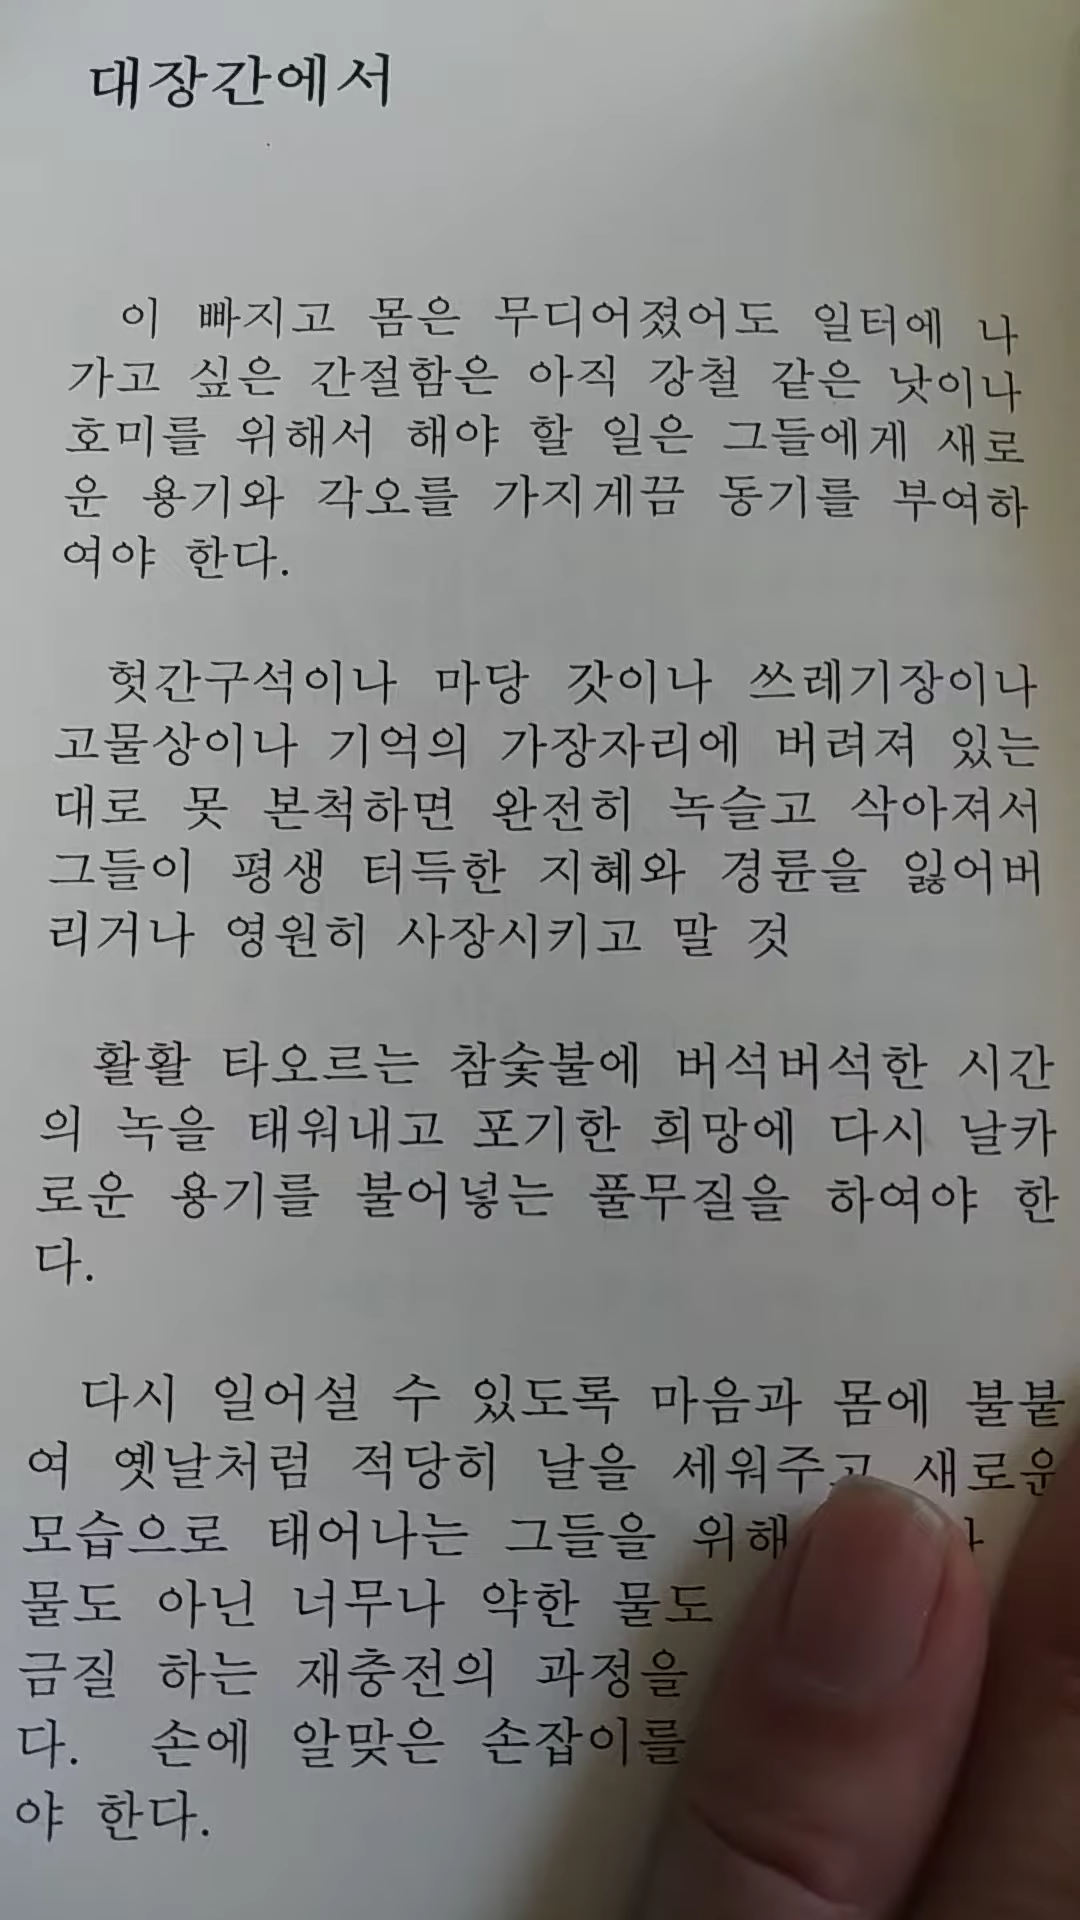 대장간에서
이 빠지고 몸은 무디어졌어도 일터에 나
가고 싶은 간절함은 아직 강철 같은 낫이나
호미를 위해서 해야 할 일은 그들에게 새로
운 용기와 각오를 가지게끔 동기를 부여하
여야 한다.
헛간구석이나 마당 갓이나 쓰레기장이나
고물상이나 기억의 가장자리에 버려져 있는
대로 못 본척하면 완전히 녹슬고 삭아져서
그들이 평생 터득한 지혜와 경륜을 잃어버
리거나 영원히 사장시키고 말 것
활활 타오르는 참숯불에 버석버석한 시간
의 녹을 태워내고 포기한 희망에 다시 날카
로운 용기를 불어넣는 풀무질을 하여야 한
다.
다시 일어설 수 있도록 마음과 몸에 불붙
여 옛날처럼 적당히 날을 세워주고 새로운
모습으로 태어나는 그들을 위해
물도 아닌 너무나 약한 물도
금질 하는 재충전의 과정을
다. 손에 알맞은 손잡이를
야 한다.